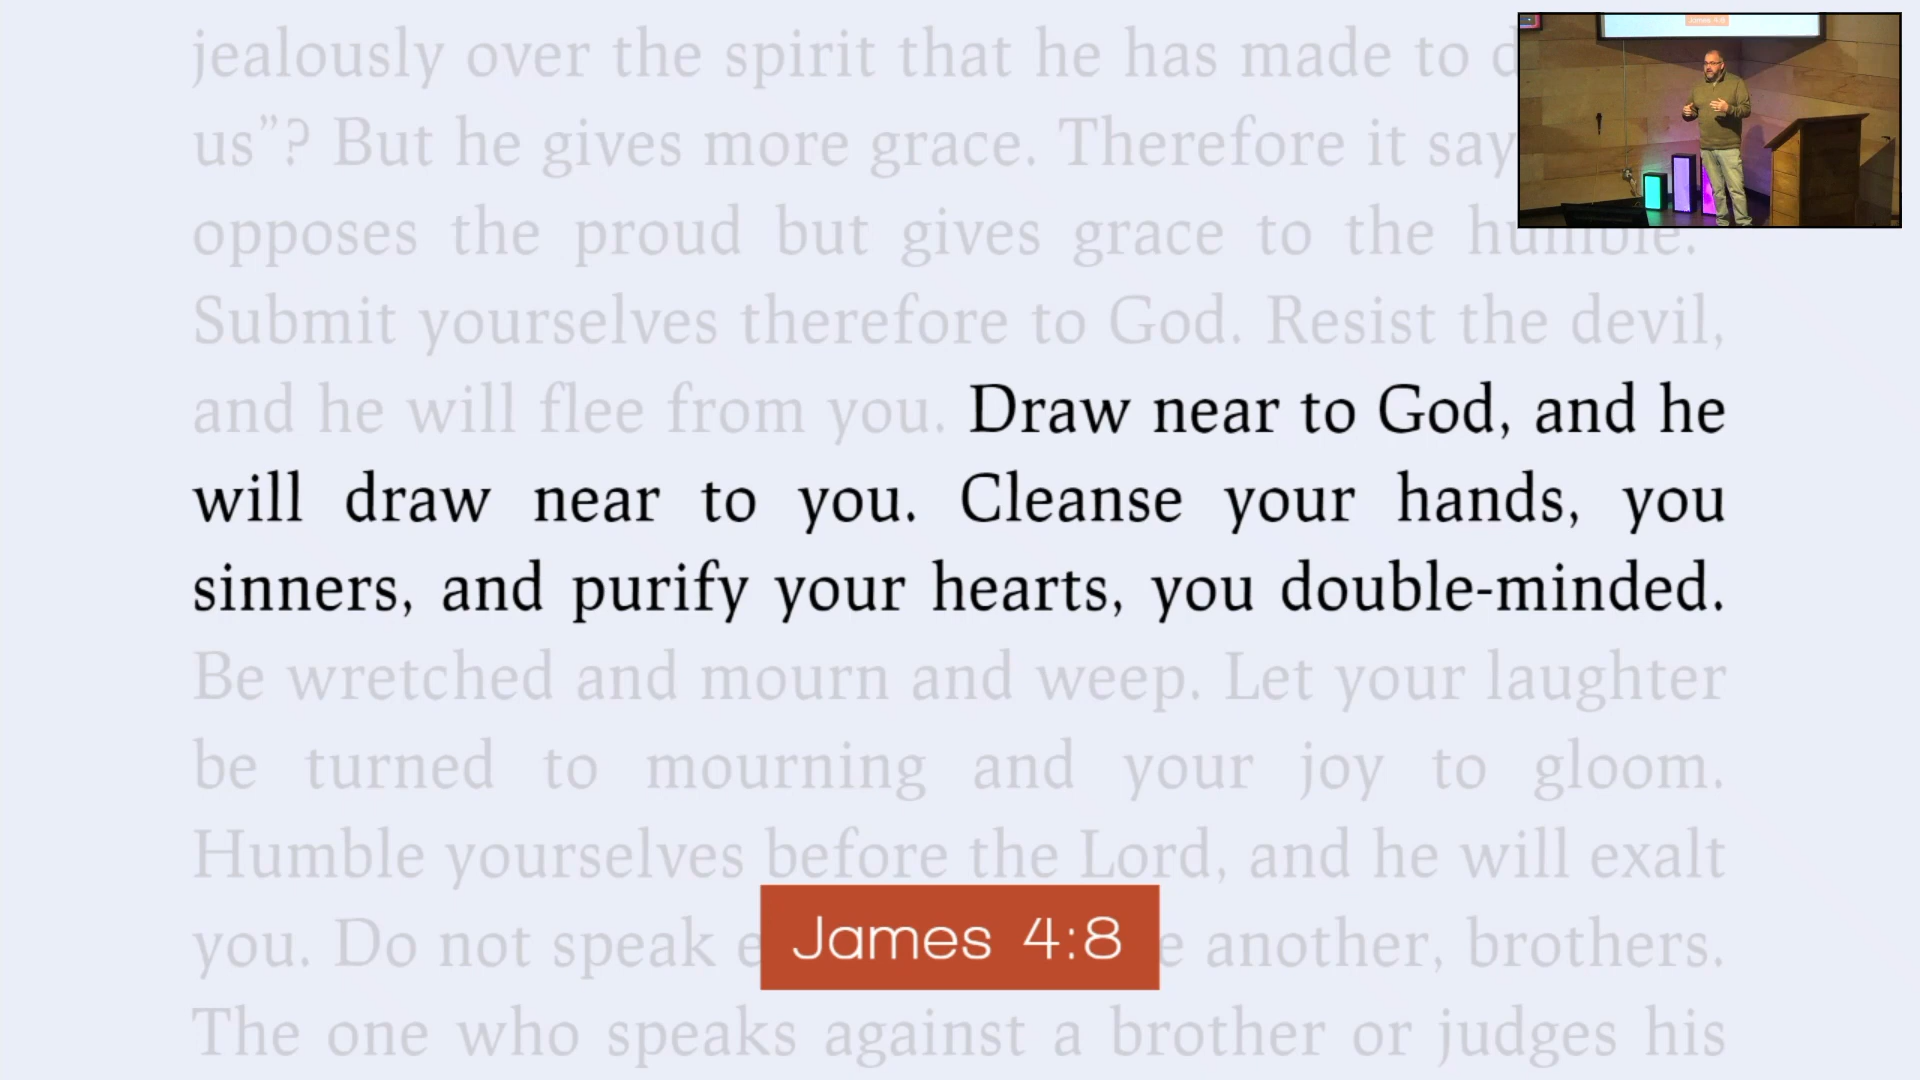 jealously over the spirit that he has made to
us”? But he gives more grace. Therefore it say
opposes the proud but gives grace to the humble.
Submit yourselves therefore to God. Resist the devil,
and he will flee from you. Draw near to God, and he
will draw near to you. Cleanse your hands, you
sinners, and purify your hearts, you double-minded.
Be wretched and mourn and weep. Let your laughter
be turned to mourning and your joy to gloom.
Humble yourselves before the Lord, and he will exalt
you. Do not speak e
James 4:8
e another, brothers.
The one who speaks against a brother or judges his
James 4:8